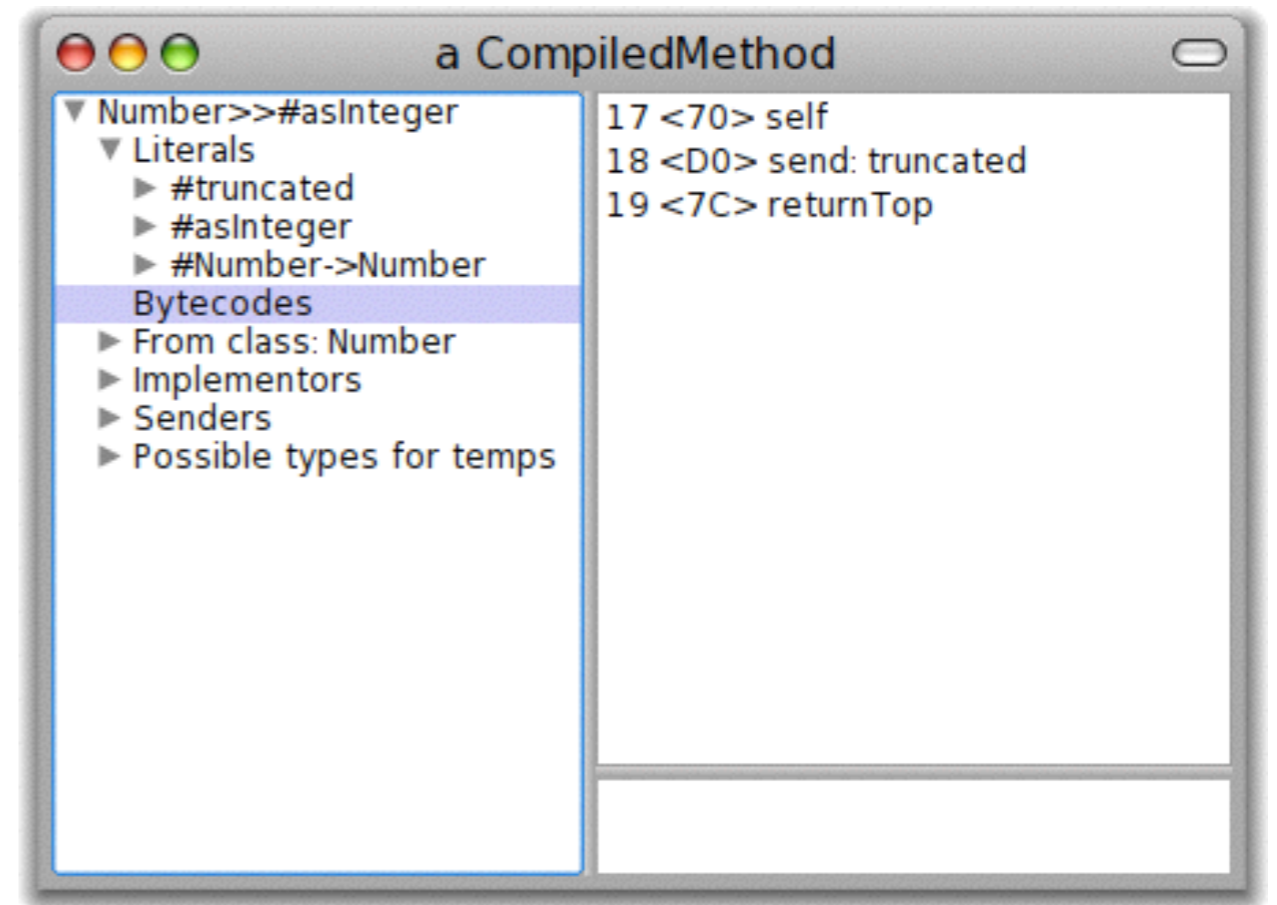 a CompiledMethod
Number>>#asInteger
Literals
#truncated
#asInteger
#Number->Number
Bytecodes
From class: Number
Implementors
Senders
Possible types for temps
17 <70> self
18 <D0> send: truncated
19 <7C> returnTop